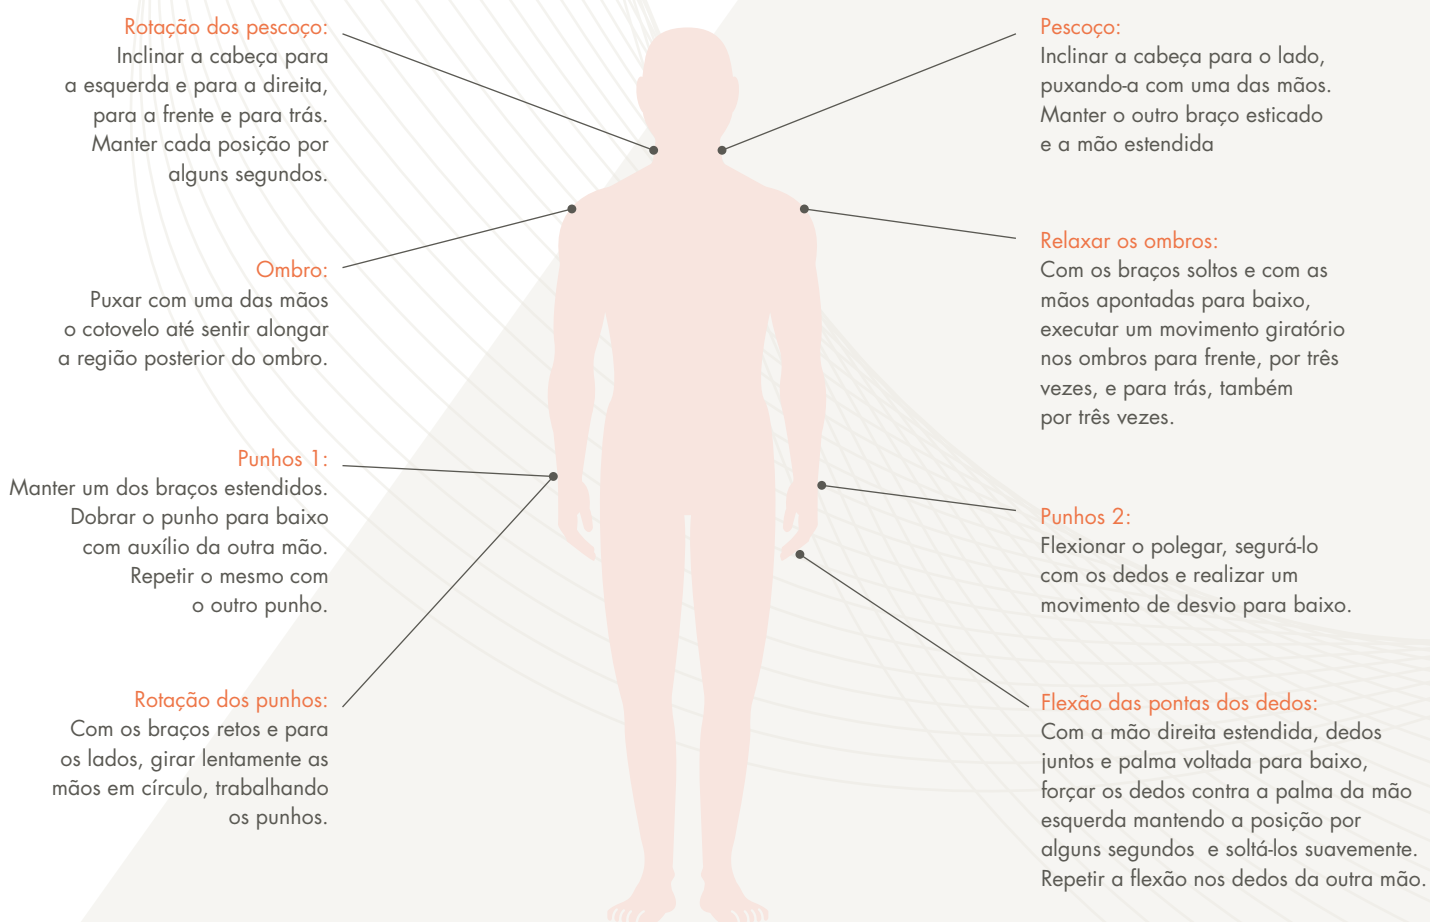 Rotação dos pescoço:
Inclinar a cabeça para
a esquerda e para a direita,
para a frente e para trás.
Manter cada posição por
alguns segundos.
Ombro:
Puxar com uma das mãos
o cotovelo até sentir alongar
a região posterior do ombro.
Punhos 1:
Manter um dos braços estendidos.
Dobrar o punho para baixo
com auxílio da outra mão.
Repetir o mesmo com
o outro punho.
Rotação dos punhos:
Com os braços retos e para
os lados, girar lentamente as
mãos em círculo, trabalhando
os punhos.
Pescoço:
Inclinar a cabeça para o lado,
puxando-a com uma das mãos.
Manter o outro braço esticado
e a mão estendida
Relaxar os ombros:
Com os braços soltos e com as
mãos apontadas para baixo,
executar um movimento giratório
nos ombros para frente, por três
vezes, e para trás, também
por três vezes.
Punhos 2:
Flexionar o polegar, segurá-lo
com os dedos e realizar um
movimento de desvio para baixo.
Flexão das pontas dos dedos:
Com a mão direita estendida, dedos
juntos e palma voltada para baixo,
forçar os dedos contra a palma da mão
esquerda mantendo a posição por
alguns segundos  e soltá-los suavemente.
Repetir a flexão nos dedos da outra mão.